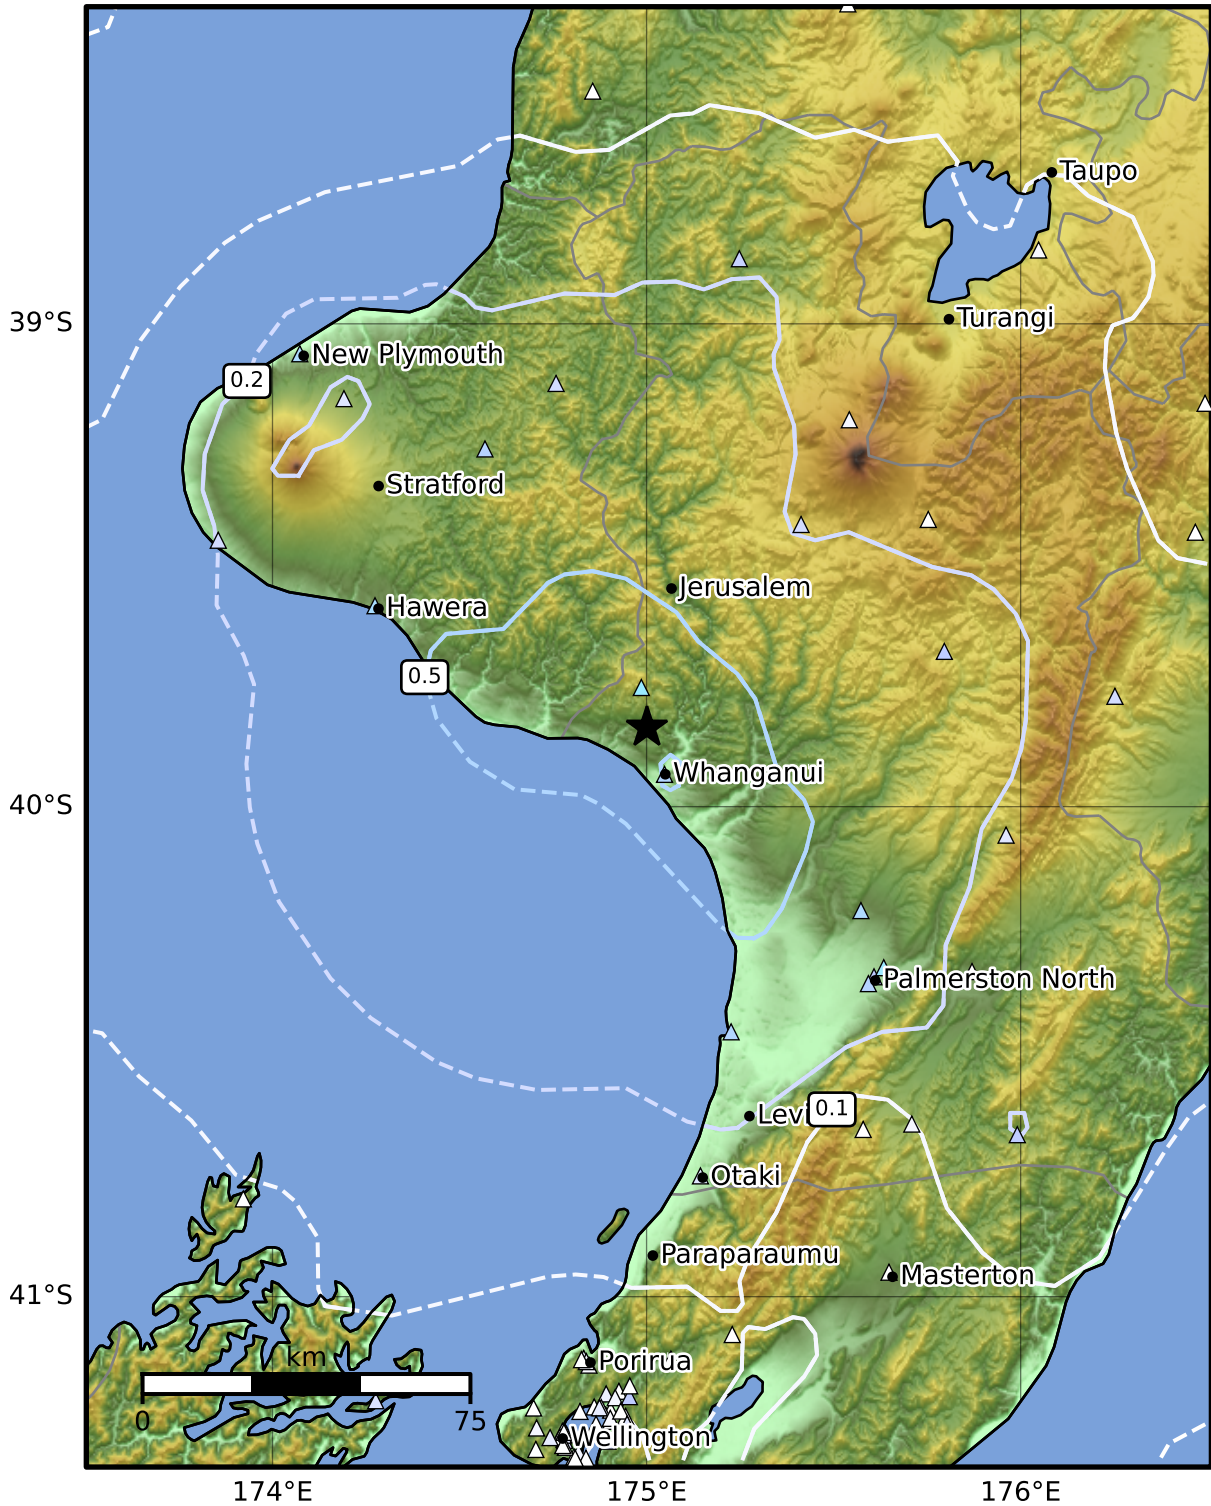 Taupo
Turangi
39°S
New Plymouth
0.2
Stratford
Jerusalem
Hawera
0.5
Whanganui
40°S
Palmerston North
Levi
0.1
Otaki
Paraparaumu
Masterton
41°S
km
Porirua
0
75
Wellington
174°E
175°E
176°E